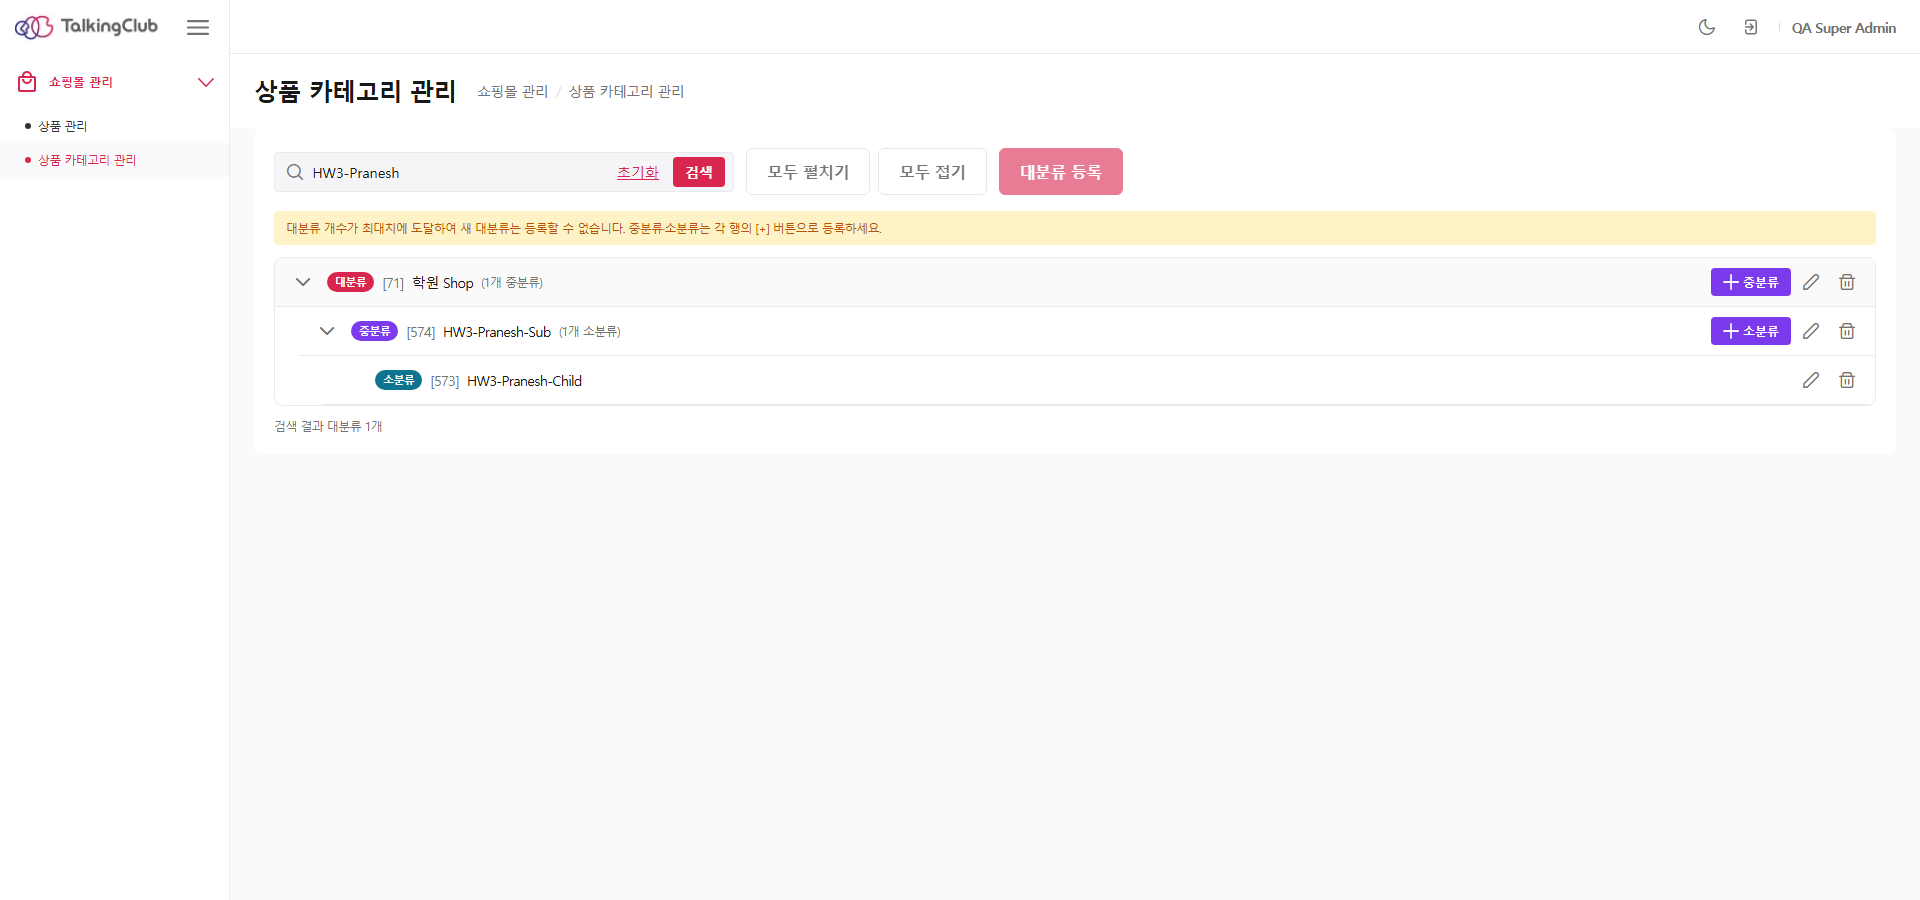 TalkingClub
QA Super Admin
쇼핑몰 관리
상품 관리
상품 카테고리 관리
상품 카테고리 관리
쇼핑몰 관리 / 상품 카테고리 관리
HW3-Pranesh 초기화 검색 모두 펼치기 모두 접기 대분류 등록
대분류 개수가 최대치에 도달하여 새 대분류는 등록할 수 없습니다. 중분류·소분류는 각 행의 [+] 버튼으로 등록하세요.
대분류 [71] 학원 Shop (1개 중분류) + 중분류
중분류 [574] HW3-Pranesh-Sub (1개 소분류) + 소분류
소분류 [573] HW3-Pranesh-Child
검색 결과 대분류 1개